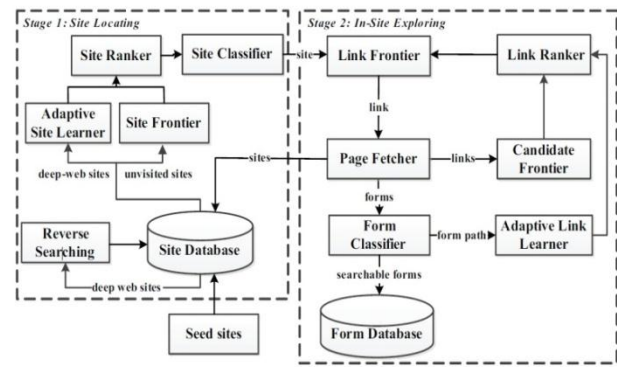 Stage 1: Site Locating
Stage 2: In-Site Exploring
Site Ranker
Site Classifier
site
Link Frontier
Link Ranker
link
Adaptive
Site Learner
Site Frontier
deep-web sites
unvisited sites
sites
Page Fetcher
links
Candidate
Frontier
forms
Reverse
Searching
Site Database
Form
Classifier
form path
Adaptive Link
Learner
deep web sites
searchable forms
Seed sites
Form Database